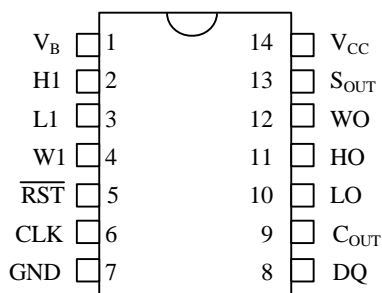 V_B 1 14 V_CC
H1 2 13 S_OUT
L1 3 12 WO
W1 4 11 HO
R̅S̅T̅ 5 10 LO
CLK 6 9 C_OUT
GND 7 8 DQ